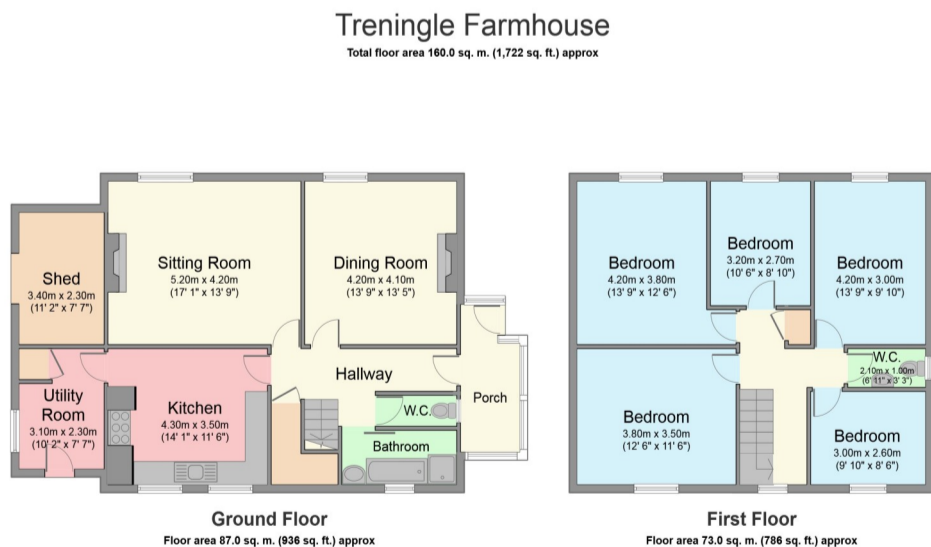 Treningle Farmhouse
Total floor area 160.0 sq. m. (1,722 sq. ft.) approx
Shed
3.40m x 2.30m
(11' 2" x 7' 7")
Sitting Room
5.20m x 4.20m
(17' 1" x 13' 9")
Dining Room
4.20m x 4.10m
(13' 9" x 13' 5")
Utility
Room
3.10m x 2.30m
(10' 2" x 7' 7")
Kitchen
4.30m x 3.50m
(14' 1" x 11' 6")
Hallway
Porch
W.C.
Bathroom
Ground Floor
Floor area 87.0 sq. m. (936 sq. ft.) approx
Bedroom
4.20m x 3.80m
(13' 9" x 12' 6")
Bedroom
3.20m x 2.70m
(10' 6" x 8' 10")
Bedroom
4.20m x 3.00m
(13' 9" x 9' 10")
W.C.
2.10m x 1.00m
(6' 11" x 3' 3")
Bedroom
3.80m x 3.50m
(12' 6" x 11' 6")
Bedroom
3.00m x 2.60m
(9' 10" x 8' 6")
First Floor
Floor area 73.0 sq. m. (786 sq. ft.) approx